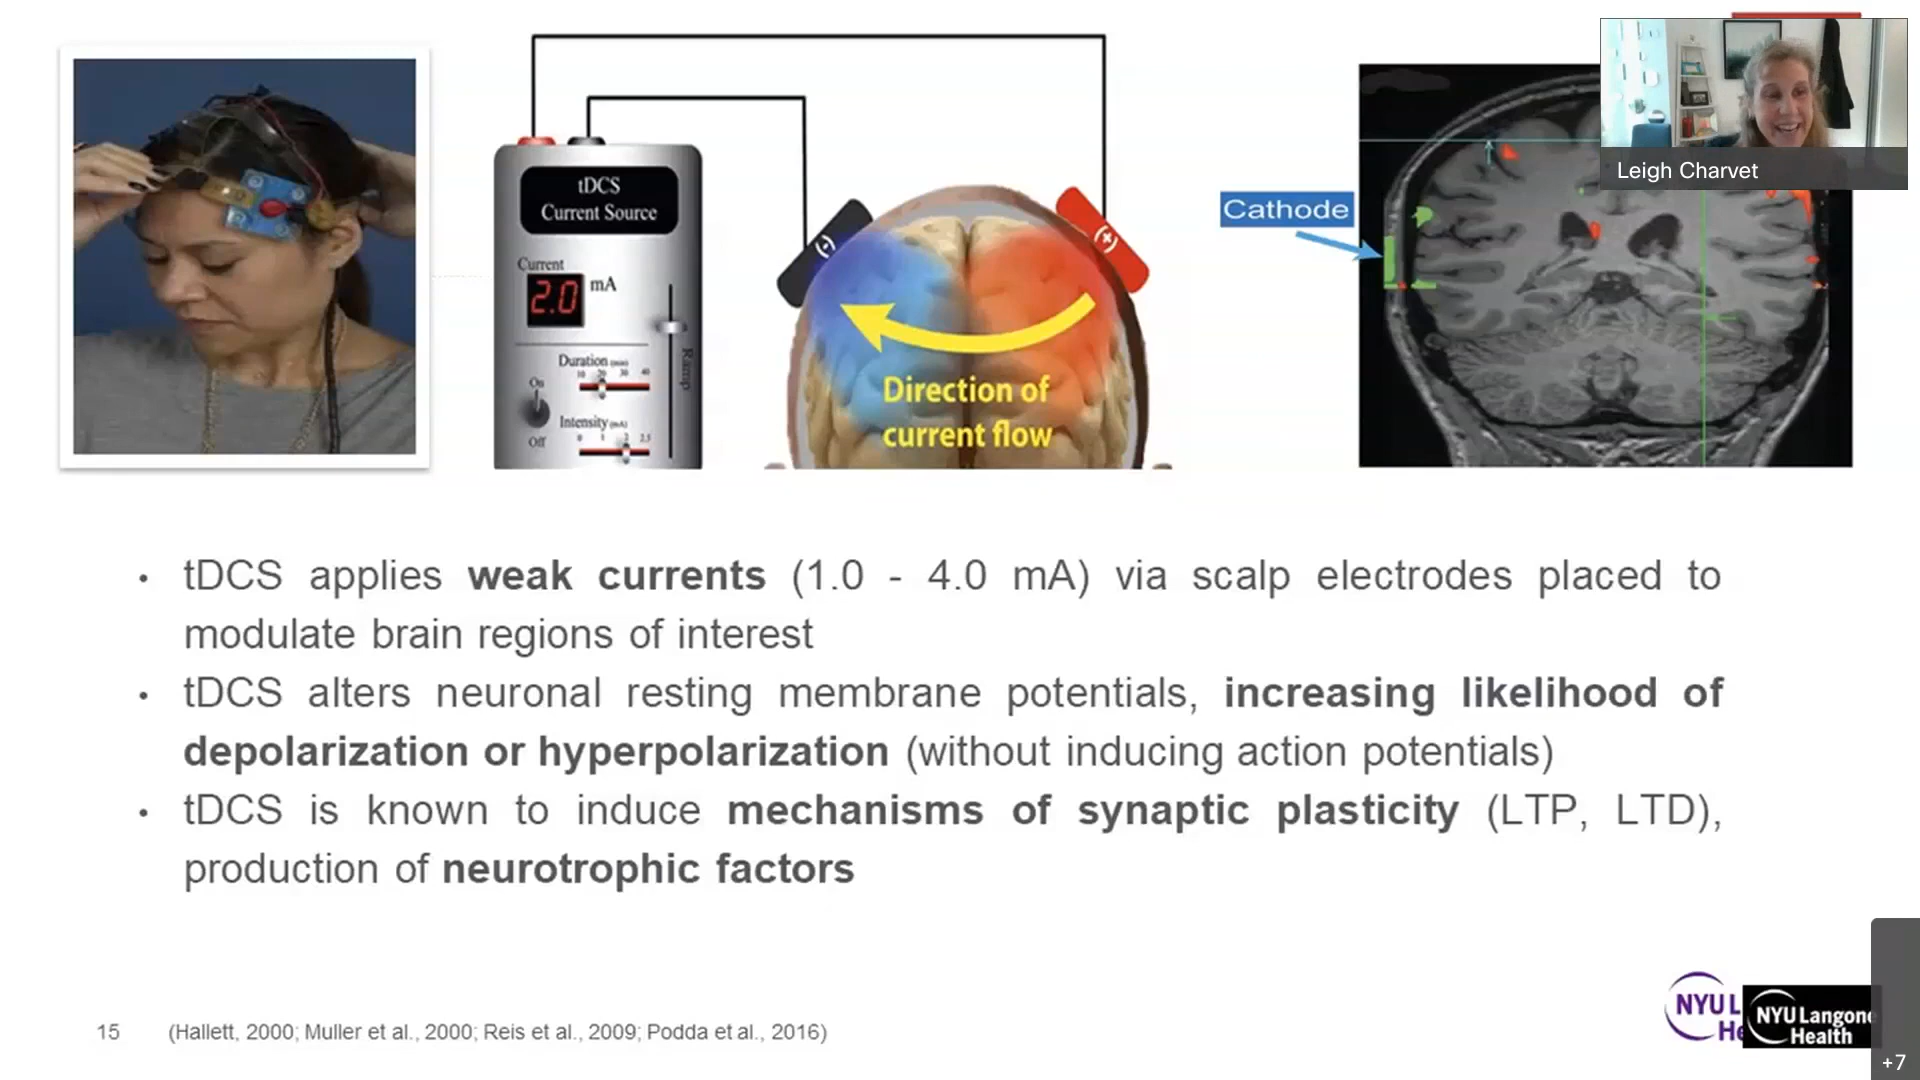 tDCS
Current Source
Current
2.0 mA
Duration (min)
10 20 30 40
On
Off
Intensity (mA)
0 1 2 2.5
Ramp
(-)
(+)
Direction of
current flow
Cathode
Leigh Charvet
• tDCS applies weak currents (1.0 - 4.0 mA) via scalp electrodes placed to
modulate brain regions of interest
• tDCS alters neuronal resting membrane potentials, increasing likelihood of
depolarization or hyperpolarization (without inducing action potentials)
• tDCS is known to induce mechanisms of synaptic plasticity (LTP, LTD),
production of neurotrophic factors
15 (Hallett, 2000; Muller et al., 2000; Reis et al., 2009; Podda et al., 2016)
NYU L
He
NYU Langone
Health
+7